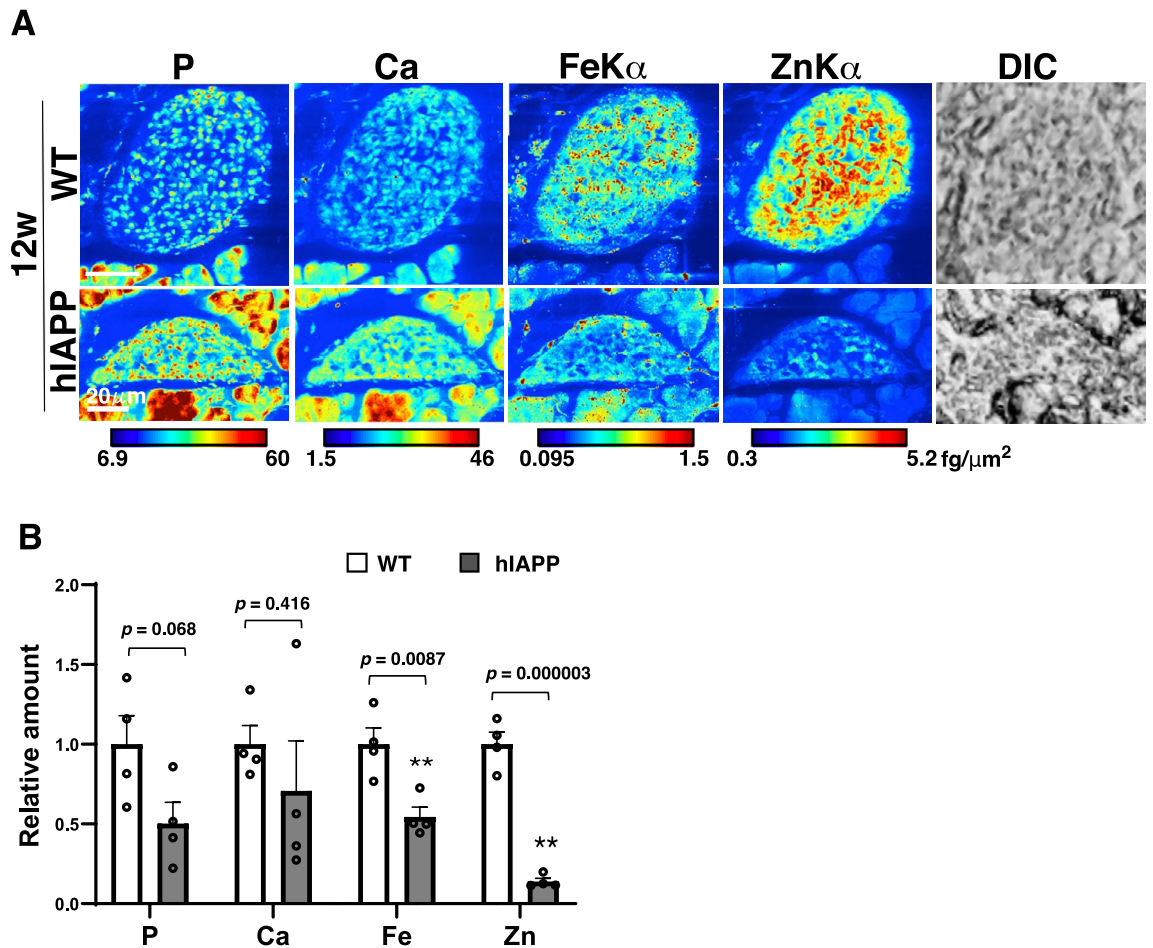 A
P Ca FeKα ZnKα DIC
12w
WT
hIAPP
20μm
6.9 60 1.5 46 0.095 1.5 0.3 5.2 fg/μm²
B
WT hIAPP
Relative amount
2.0
1.5
1.0
0.5
0.0
p = 0.068
p = 0.416
p = 0.0087
p = 0.000003
**
**
P Ca Fe Zn